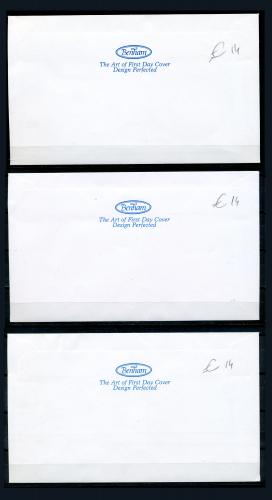 Benham
£ 14
The Art of First Day Cover
Design Perfected
Benham
£ 14
The Art of First Day Cover
Design Perfected
Benham
£ 14
The Art of First Day Cover
Design Perfected